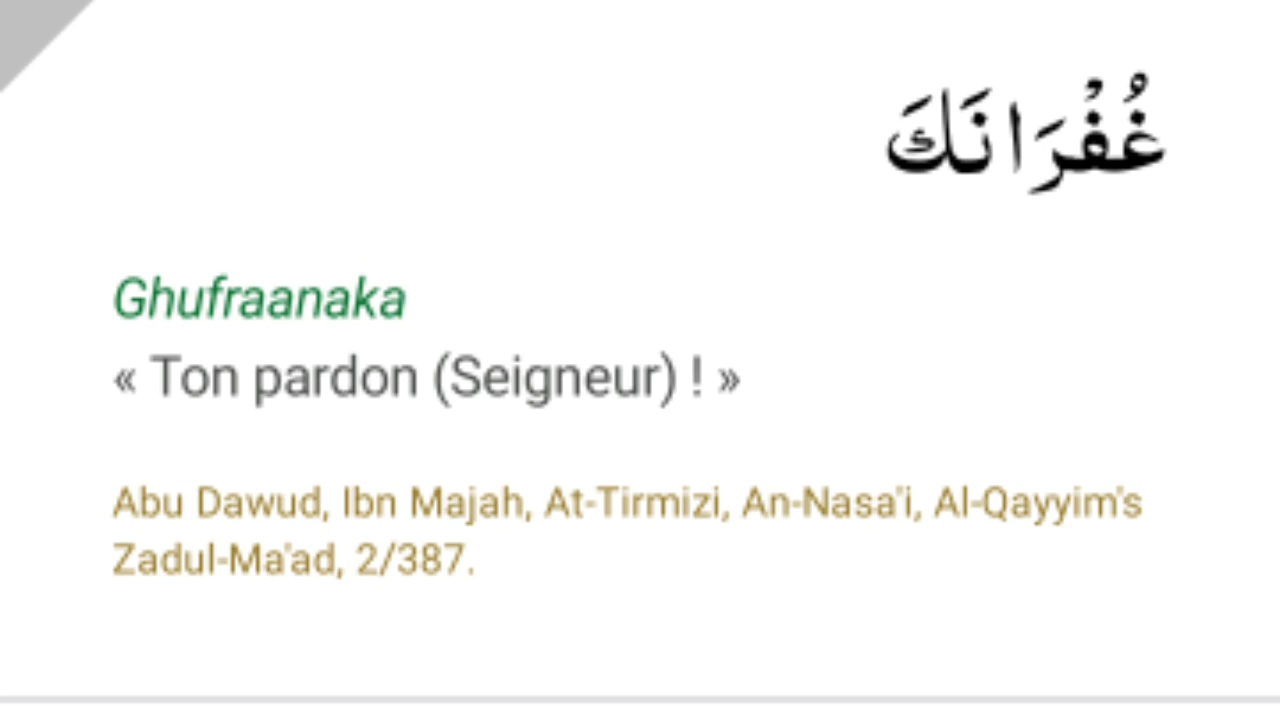 غُفْرَانَكَ
Ghufraanaka
« Ton pardon (Seigneur) ! »
Abu Dawud, Ibn Majah, At-Tirmizi, An-Nasa'i, Al-Qayyim's
Zadul-Ma'ad, 2/387.